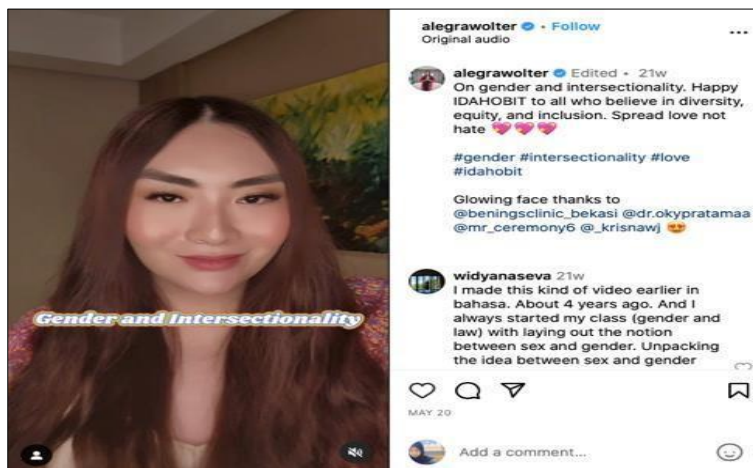 Gender and Intersectionality
alegrawolter • Follow
Original audio
...
alegrawolter Edited • 21w
On gender and intersectionality. Happy
IDAHOBIT to all who believe in diversity,
equity, and inclusion. Spread love not
hate 💖💖💖
#gender #intersectionality #love
#idahobit
Glowing face thanks to
@beningsclinic_bekasi @dr.okypratamaa
@mr_ceremony6 @_krisnawj 😍
widyanaseva 21w
I made this kind of video earlier in
bahasa. About 4 years ago. And I
always started my class (gender and
law) with laying out the notion
between sex and gender. Unpacking
the idea between sex and gender
MAY 20
Add a comment...